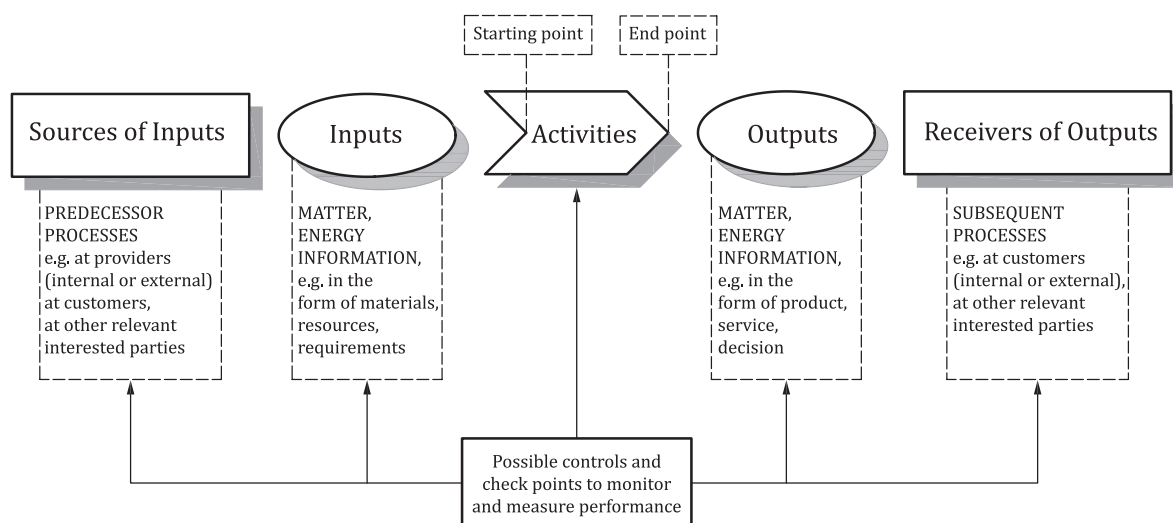 Starting point
End point
Sources of Inputs
Inputs
Activities
Outputs
Receivers of Outputs
PREDECESSOR
PROCESSES
e.g. at providers
(internal or external)
at customers,
at other relevant
interested parties
MATTER,
ENERGY
INFORMATION,
e.g. in the
form of materials,
resources,
requirements
MATTER,
ENERGY
INFORMATION,
e.g. in the
form of product,
service,
decision
SUBSEQUENT
PROCESSES
e.g. at customers
(internal or external),
at other relevant
interested parties
Possible controls and
check points to monitor
and measure performance